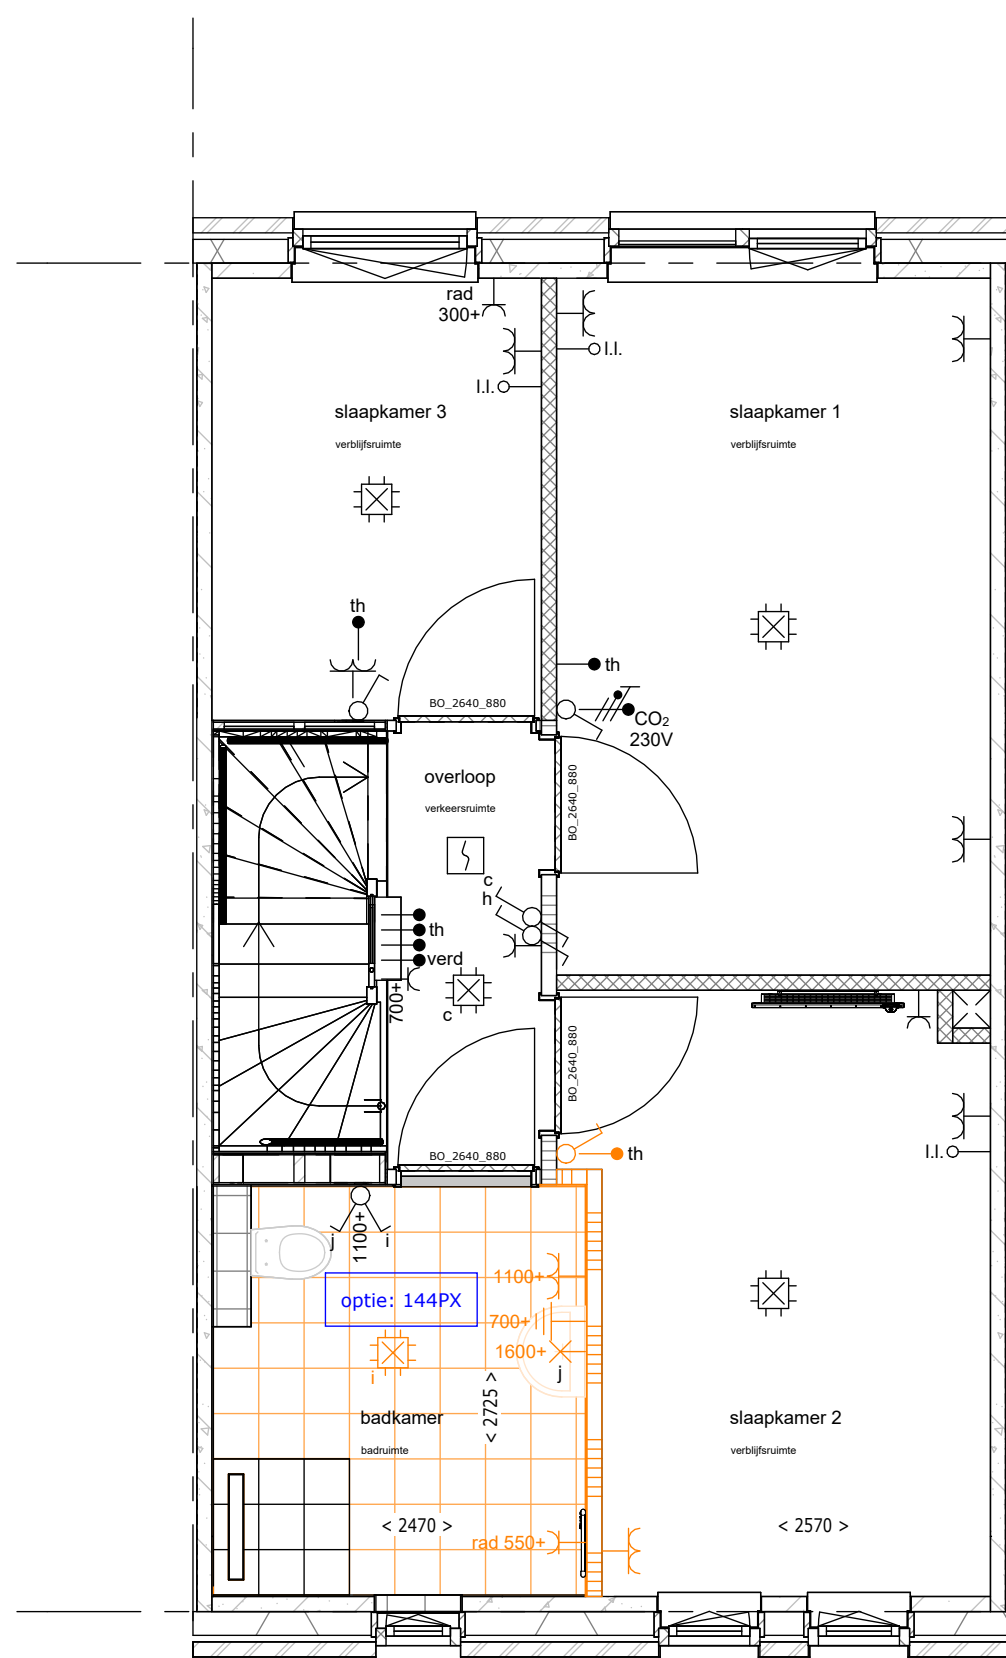 rad
300+
l.l.
l.l.
slaapkamer 3
verblijfsruimte
slaapkamer 1
verblijfsruimte
th
th
BO_2640_880
CO₂
230V
overloop
verkeersruimte
BO_2640_880
c
h
th
verd
700+
c
BO_2640_880
BO_2640_880
th
l.l.
j
1100+
i
1100+
optie: 144PX
700+
1600+
i
j
< 2725 >
badkamer
badruimte
slaapkamer 2
verblijfsruimte
< 2470 >
< 2570 >
rad 550+